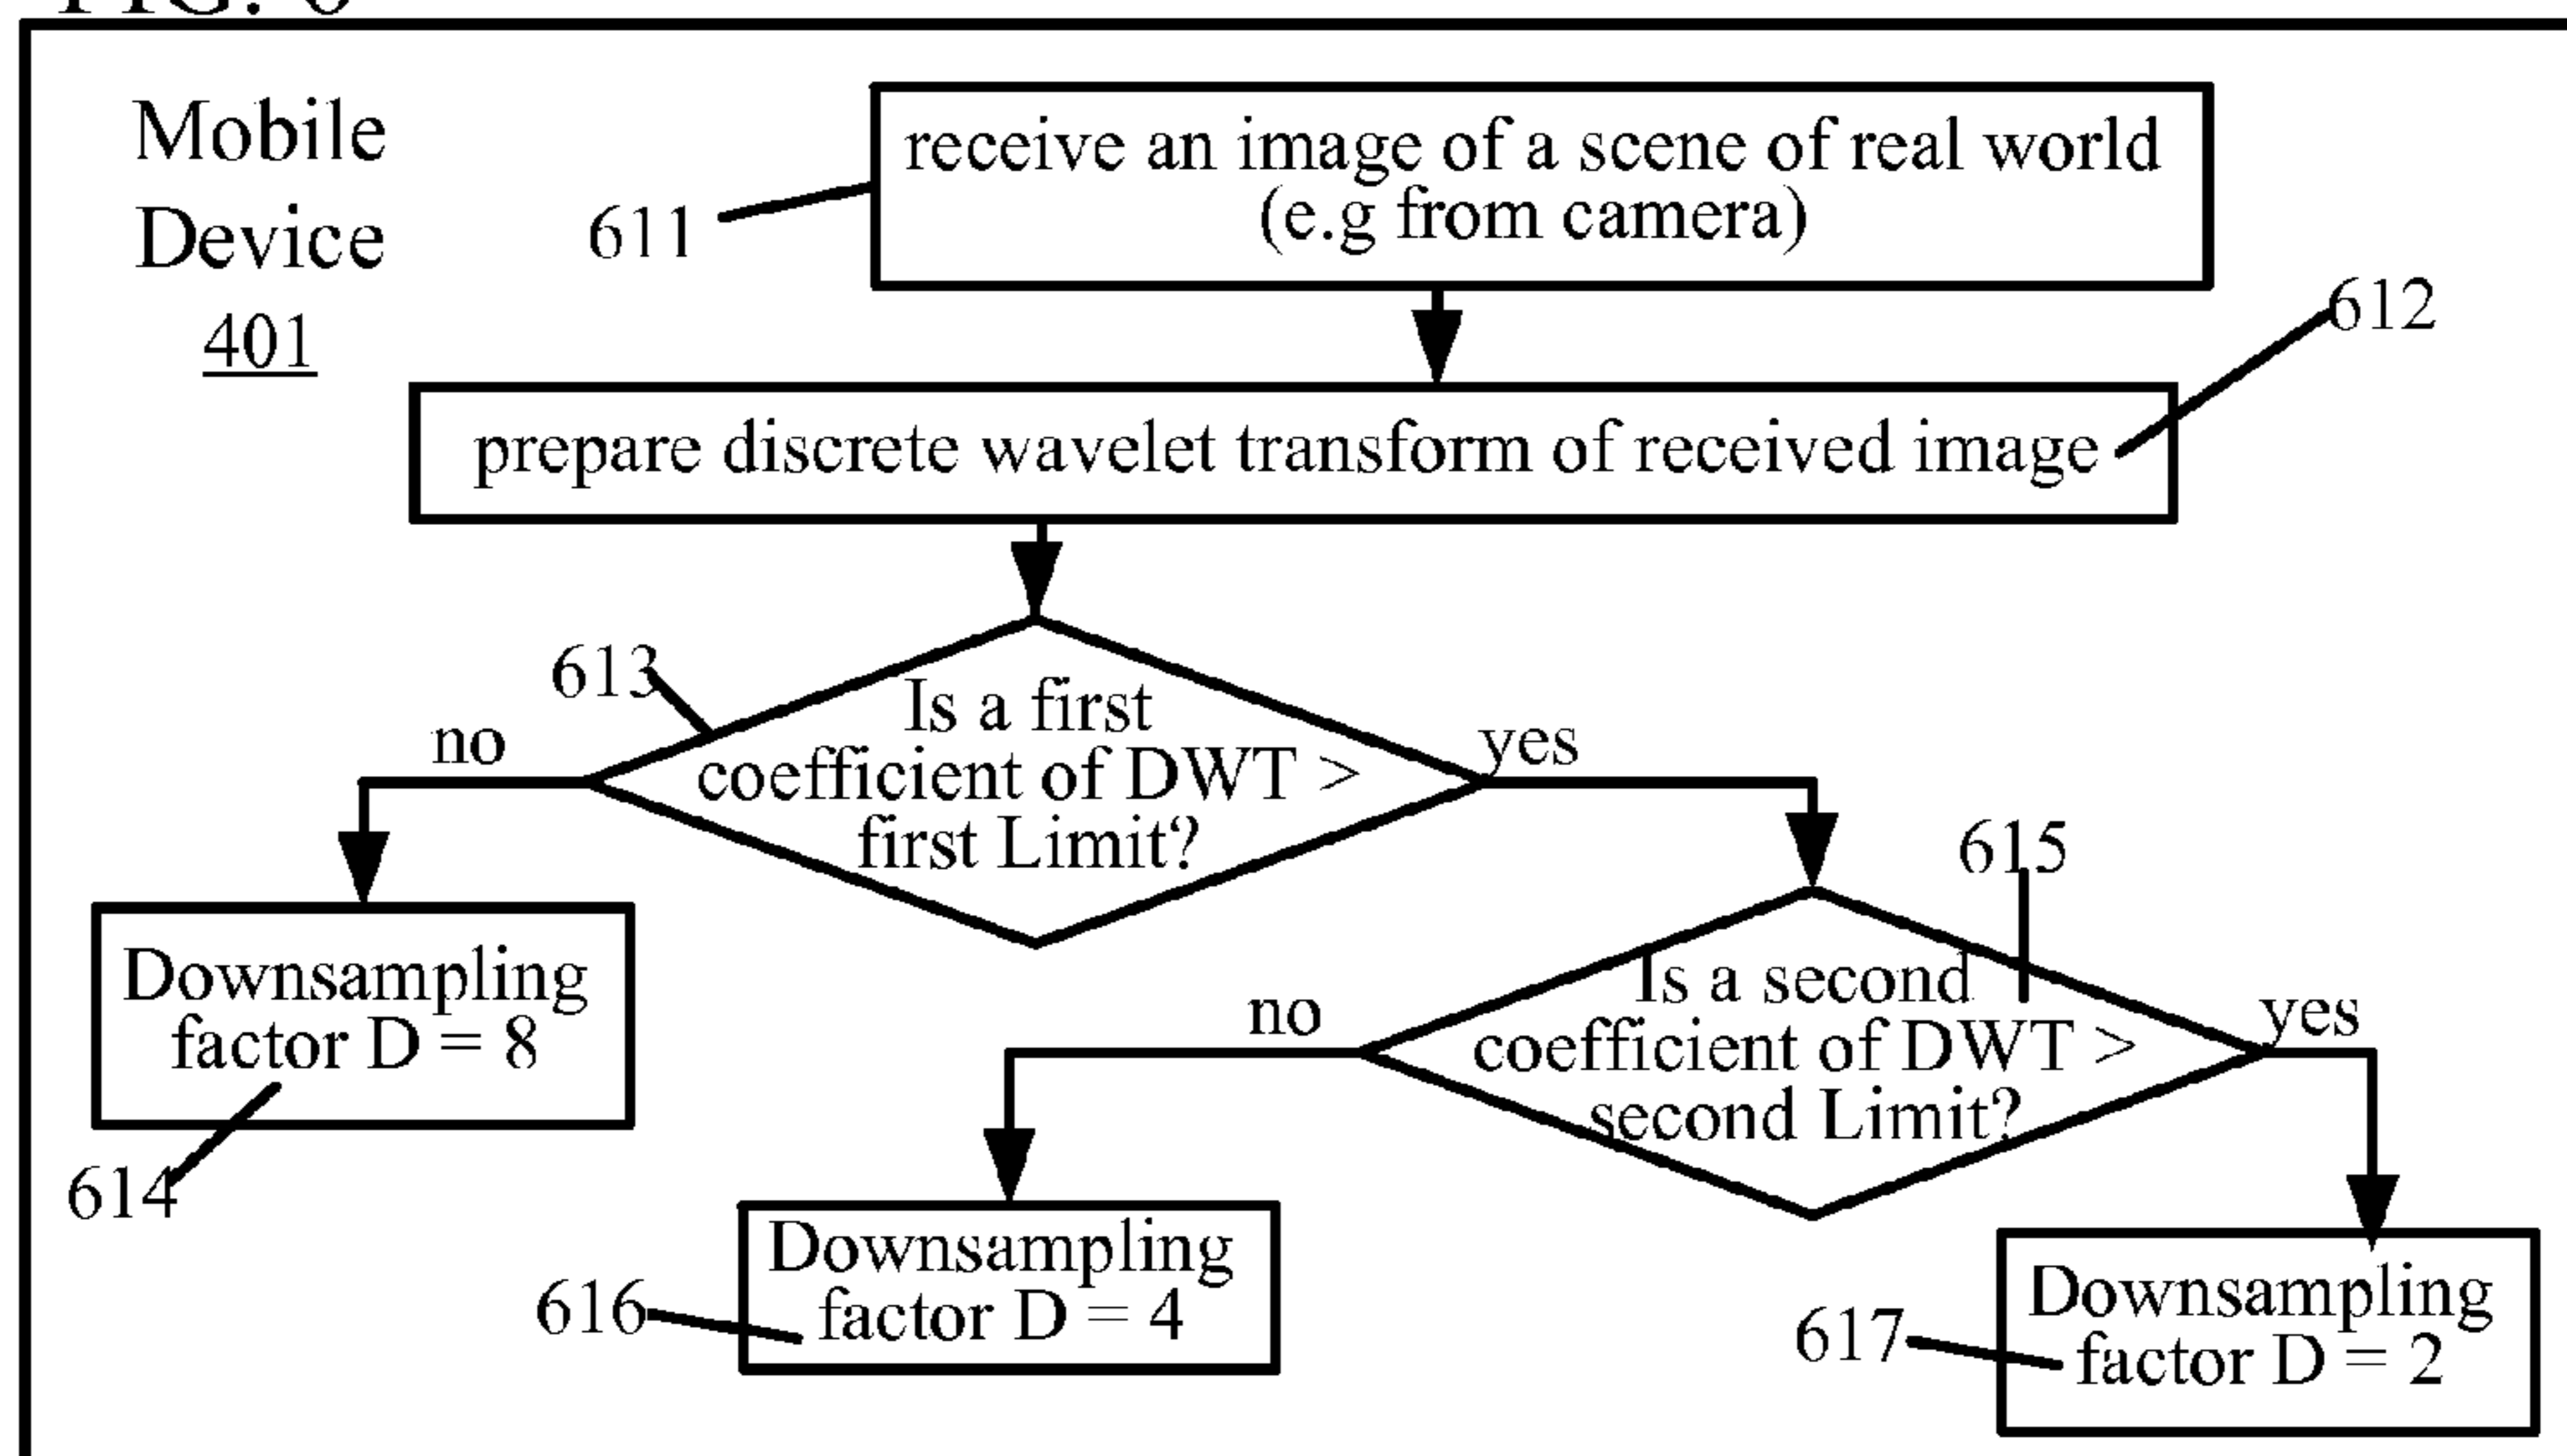 Mobile
Device
401
611
receive an image of a scene of real world
(e.g from camera)
612
prepare discrete wavelet transform of received image
613
Is a first
coefficient of DWT >
first Limit?
no
yes
615
Is a second
coefficient of DWT >
second Limit?
no
yes
Downsampling
factor D = 8
614
Downsampling
factor D = 4
616
Downsampling
factor D = 2
617